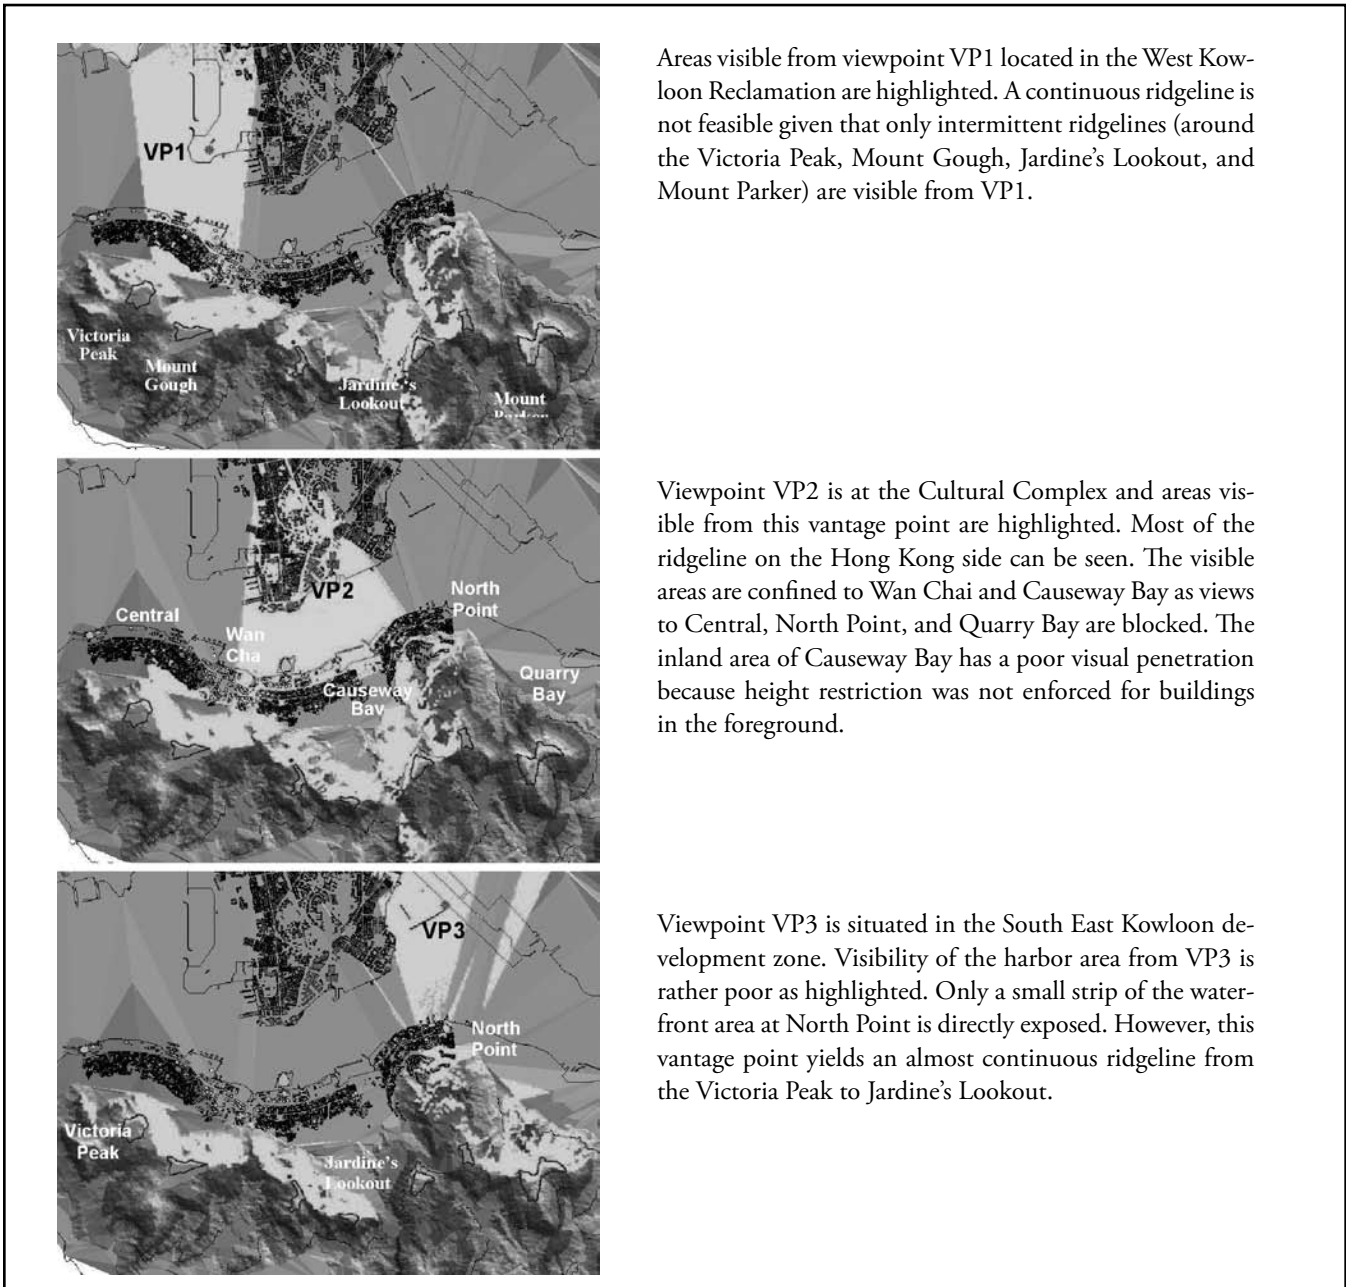 Areas visible from viewpoint VP1 located in the West Kow-
loon Reclamation are highlighted. A continuous ridgeline is
not feasible given that only intermittent ridgelines (around
the Victoria Peak, Mount Gough, Jardine's Lookout, and
Mount Parker) are visible from VP1.
VP1
Victoria
Peak
Mount
Gough
Jardine's
Lookout
Mount
Viewpoint VP2 is at the Cultural Complex and areas vis-
ible from this vantage point are highlighted. Most of the
ridgeline on the Hong Kong side can be seen. The visible
areas are confined to Wan Chai and Causeway Bay as views
to Central, North Point, and Quarry Bay are blocked. The
inland area of Causeway Bay has a poor visual penetration
because height restriction was not enforced for buildings
in the foreground.
VP2
North
Point
Central
Wan
Cha
Quarry
Bay
Causeway
Bay
Viewpoint VP3 is situated in the South East Kowloon de-
velopment zone. Visibility of the harbor area from VP3 is
rather poor as highlighted. Only a small strip of the water-
front area at North Point is directly exposed. However, this
vantage point yields an almost continuous ridgeline from
the Victoria Peak to Jardine's Lookout.
VP3
North
Point
Victoria
Peak
Jardine's
Lookout